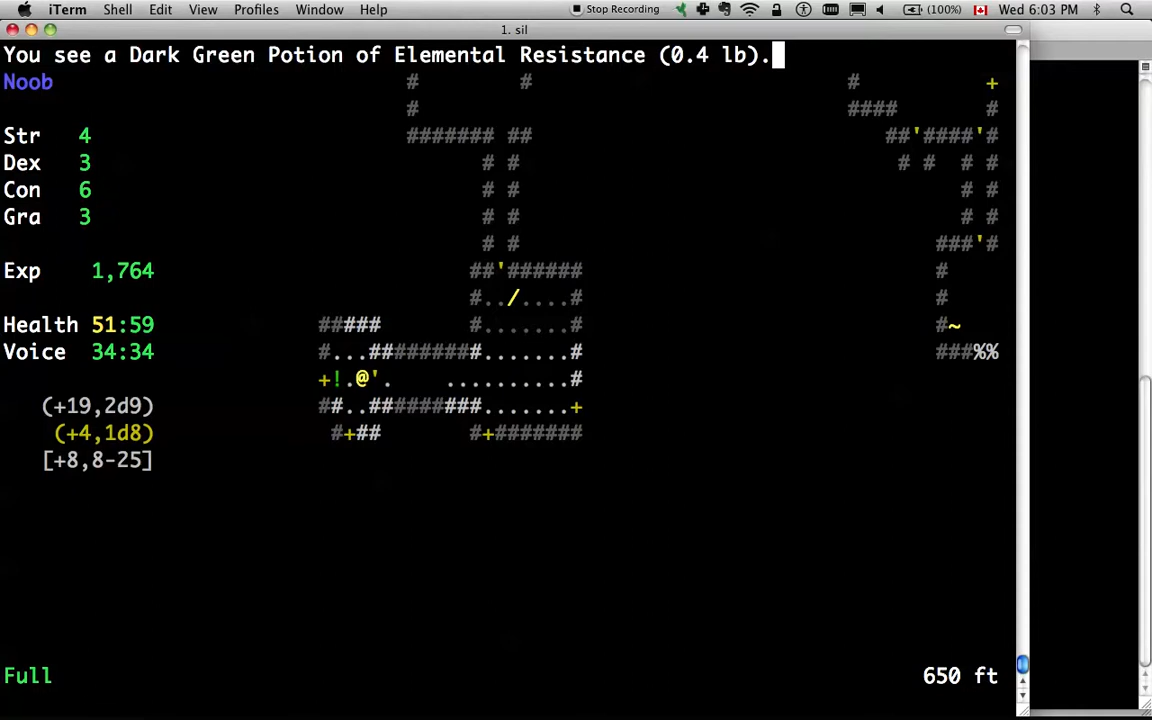 iTerm Shell Edit View Profiles Window Help Stop Recording (100%) Wed 6:03 PM
1. sil
You see a Dark Green Potion of Elemental Resistance (0.4 lb).
Noob # # # +
# #### #
Str 4 ####### ## ##'####'#
Dex 3 # # # # # #
Con 6 # # # #
Gra 3 # # # #
# # ###'#
Exp 1,764 ##'###### #
#../....# #
Health 51:59 ##### #.......# #~
Voice 34:34 #...#########.......# ###%%
+!.@'. ..........#
(+19,2d9) ##..#########.......+
(+4,1d8) #+## #+#######
[+8,8-25]
Full 650 ft